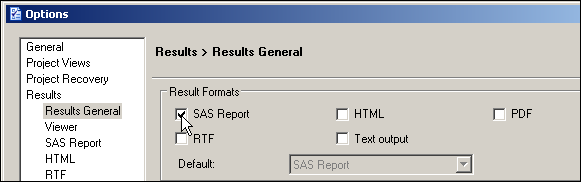 Options
General
Project Views
Project Recovery
Results
Results General
Viewer
SAS Report
HTML
RTF
Results > Results General
Result Formats
SAS Report HTML PDF
RTF Text output
Default: SAS Report